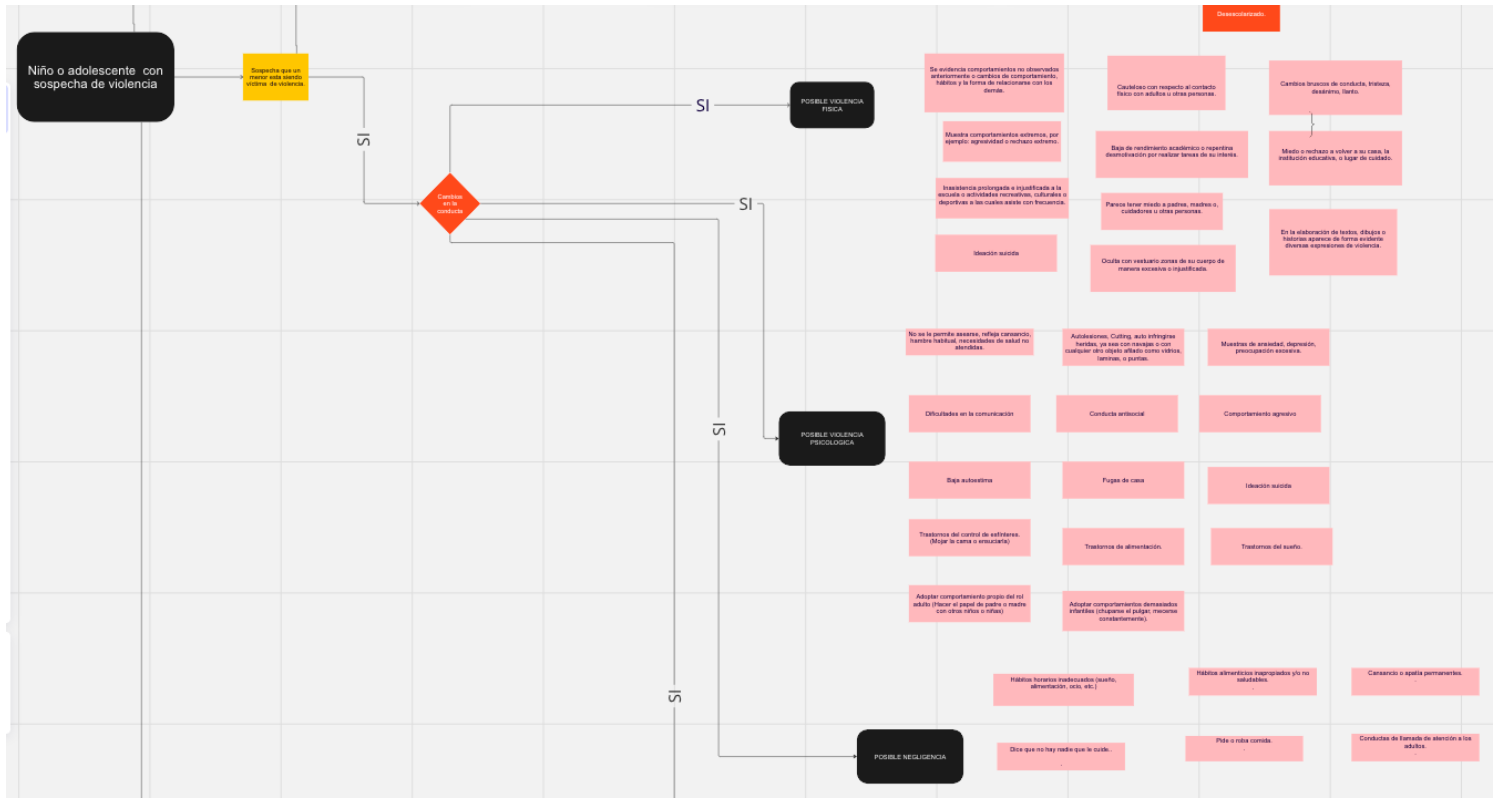 Desescolarizado.
Niño o adolescente con
sospecha de violencia
Sospecha que un
menor esta siendo
victima de violencia.
SI
Cambios
en la
conducta
SI
POSIBLE VIOLENCIA
FISICA
SI
SI
SI
POSIBLE VIOLENCIA
PSICOLOGICA
POSIBLE NEGLIGENCIA
Se evidencia comportamientos no observados
anteriormente o cambios de comportamiento,
hábitos y la forma de relacionarse con los
demás.
Cauteloso con respecto al contacto
físico con adultos u otras personas.
Cambios bruscos de conducta, tristeza,
desánimo, llanto.
Muestra comportamientos extremos, por
ejemplo: agresividad o rechazo extremo.
Baja de rendimiento académico o repentina
desmotivación por realizar tareas de su interés.
Miedo o rechazo a volver a su casa, la
institución educativa, o lugar de cuidado.
Inasistencia prolongada e injustificada a la
escuela o actividades recreativas, culturales o
deportivas a las cuales asiste con frecuencia.
Parece tener miedo a padres, madres o,
cuidadores u otras personas.
En la elaboración de textos, dibujos o
historias aparece de forma evidente
diversas expresiones de violencia.
Ideación suicida
Oculta con vestuario zonas de su cuerpo de
manera excesiva o injustificada.
No se le permite asearse, refleja cansancio,
hambre habitual, necesidades de salud no
atendidas.
Autolesiones, Cutting, auto infringirse
heridas, ya sea con navajas o con
cualquier otro objeto afilado como vidrios,
laminas, o puntas.
Muestras de ansiedad, depresión,
preocupación excesiva.
Dificultades en la comunicación
Conducta antisocial
Comportamiento agresivo
Baja autoestima
Fugas de casa
Ideación suicida
Trastornos del control de esfínteres.
(Mojar la cama o ensuciarla)
Trastornos de alimentación.
Trastornos del sueño.
Adoptar comportamiento propio del rol
adulto (Hacer el papel de padre o madre
con otros niños o niñas)
Adoptar comportamientos demasiados
infantiles (chuparse el pulgar, mecerse
constantemente).
Hábitos horarios inadecuados (sueño,
alimentación, ocio, etc.)
Hábitos alimenticios inapropiados y/o no
saludables.
.
Cansancio o apatía permanentes.
.
Dice que no hay nadie que le cuide..
.
Pide o roba comida.
.
Conductas de llamada de atención a los
adultos.
.